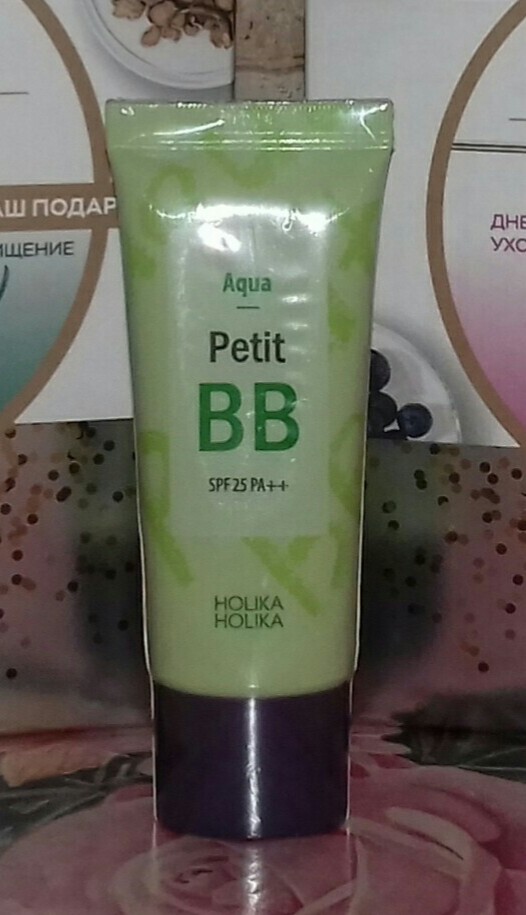 АШ ПОДАР
ИЩЕНИЕ
ДНЕ
УХО
Aqua
Petit
BB
SPF 25 PA++
HOLIKA
HOLIKA